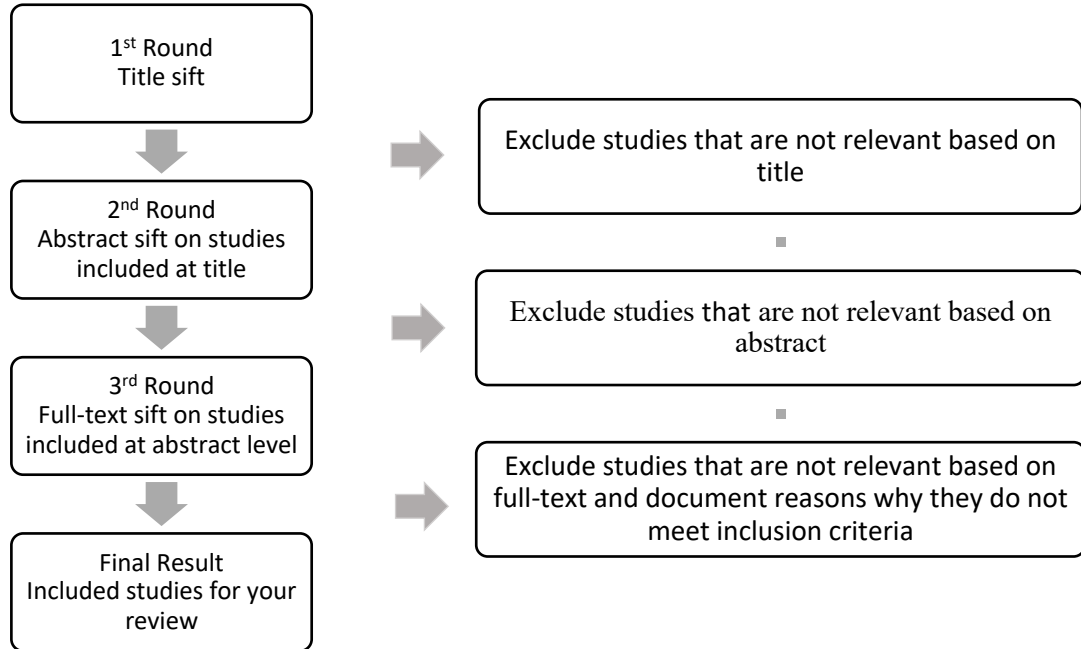 1st Round
Title sift
Exclude studies that are not relevant based on
title
2nd Round
Abstract sift on studies
included at title
Exclude studies that are not relevant based on
abstract
3rd Round
Full-text sift on studies
included at abstract level
Exclude studies that are not relevant based on
full-text and document reasons why they do not
meet inclusion criteria
Final Result
Included studies for your
review